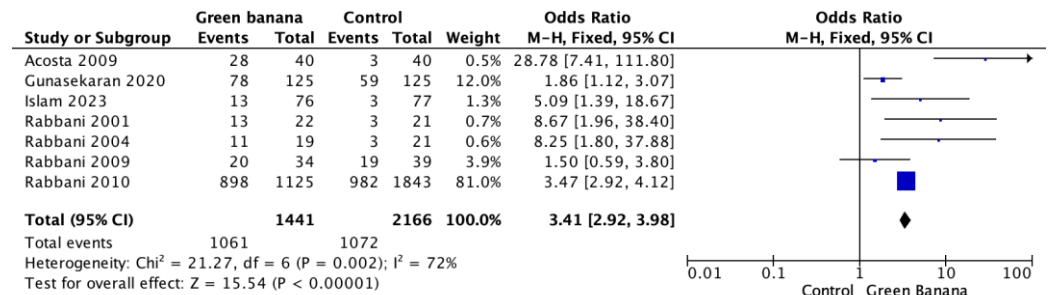 Green banana Control Odds Ratio Odds Ratio
Study or Subgroup Events Total Events Total Weight M-H, Fixed, 95% CI M-H, Fixed, 95% CI
Acosta 2009 28 40 3 40 0.5% 28.78 [7.41, 111.80]
Gunasekaran 2020 78 125 59 125 12.0% 1.86 [1.12, 3.07]
Islam 2023 13 76 3 77 1.3% 5.09 [1.39, 18.67]
Rabbani 2001 13 22 3 21 0.7% 8.67 [1.96, 38.40]
Rabbani 2004 11 19 3 21 0.6% 8.25 [1.80, 37.88]
Rabbani 2009 20 34 19 39 3.9% 1.50 [0.59, 3.80]
Rabbani 2010 898 1125 982 1843 81.0% 3.47 [2.92, 4.12]
Total (95% CI) 1441 2166 100.0% 3.41 [2.92, 3.98]
Total events 1061 1072
Heterogeneity: Chi² = 21.27, df = 6 (P = 0.002); I² = 72%
Test for overall effect: Z = 15.54 (P < 0.00001)
0.01 0.1 1 10 100
Control Green Banana